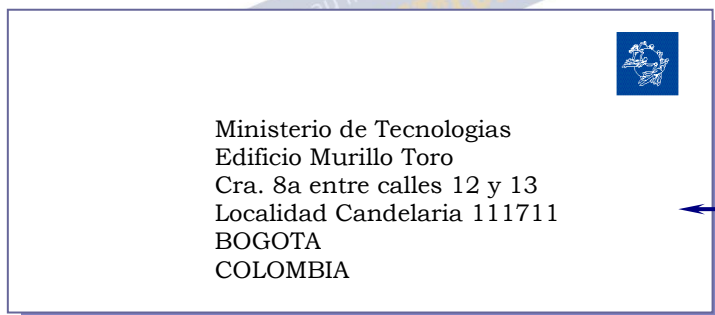 Ministerio de Tecnologias
Edificio Murillo Toro
Cra. 8a entre calles 12 y 13
Localidad Candelaria 111711
BOGOTA
COLOMBIA